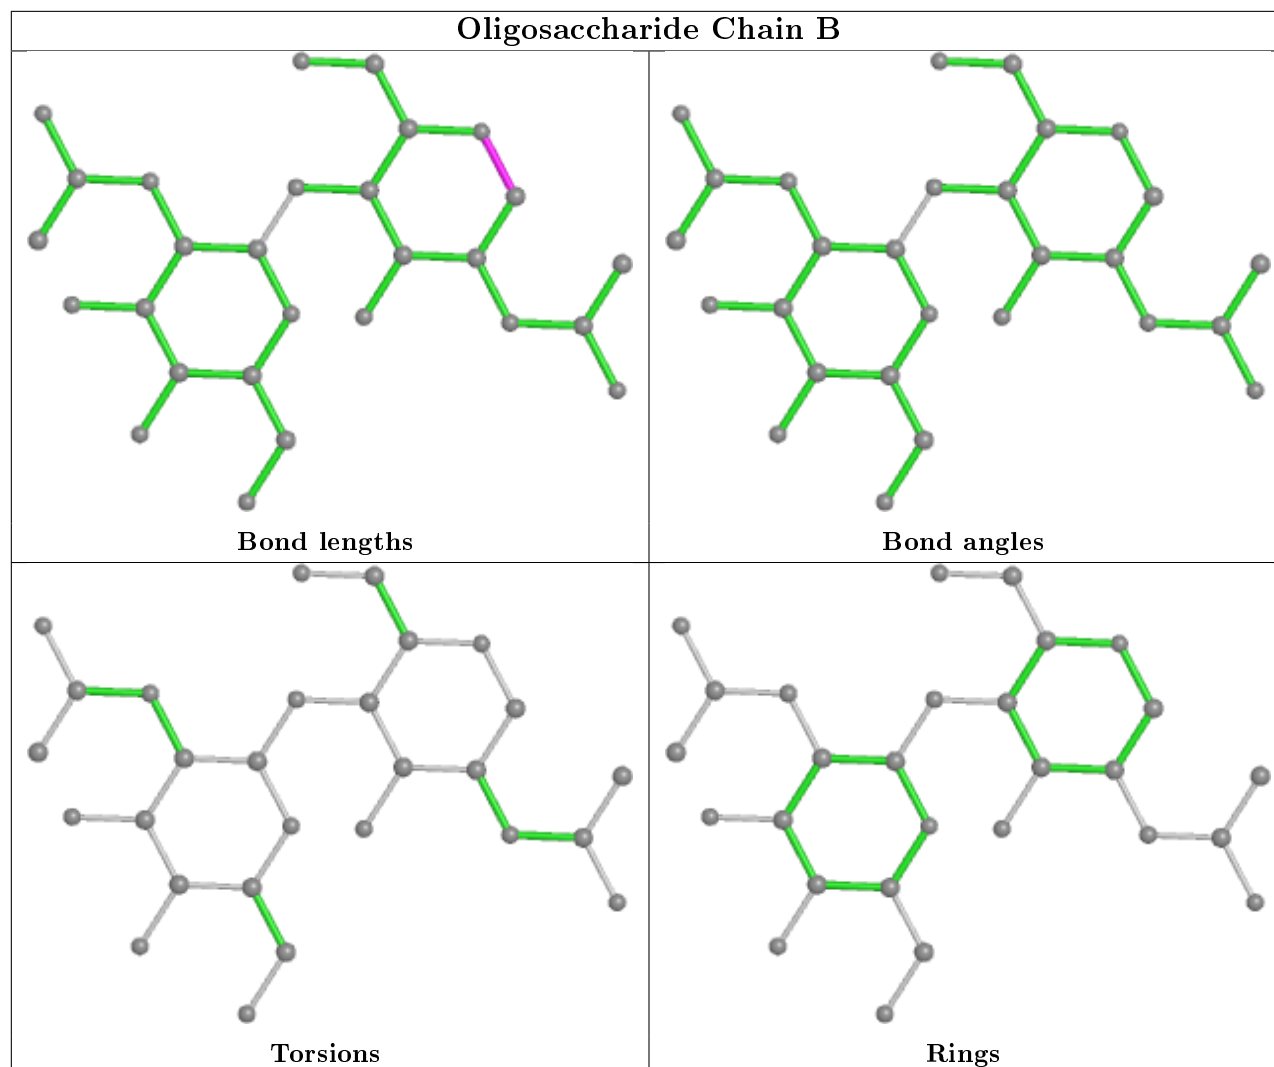 Oligosaccharide Chain B
Bond lengths
Bond angles
Torsions
Rings